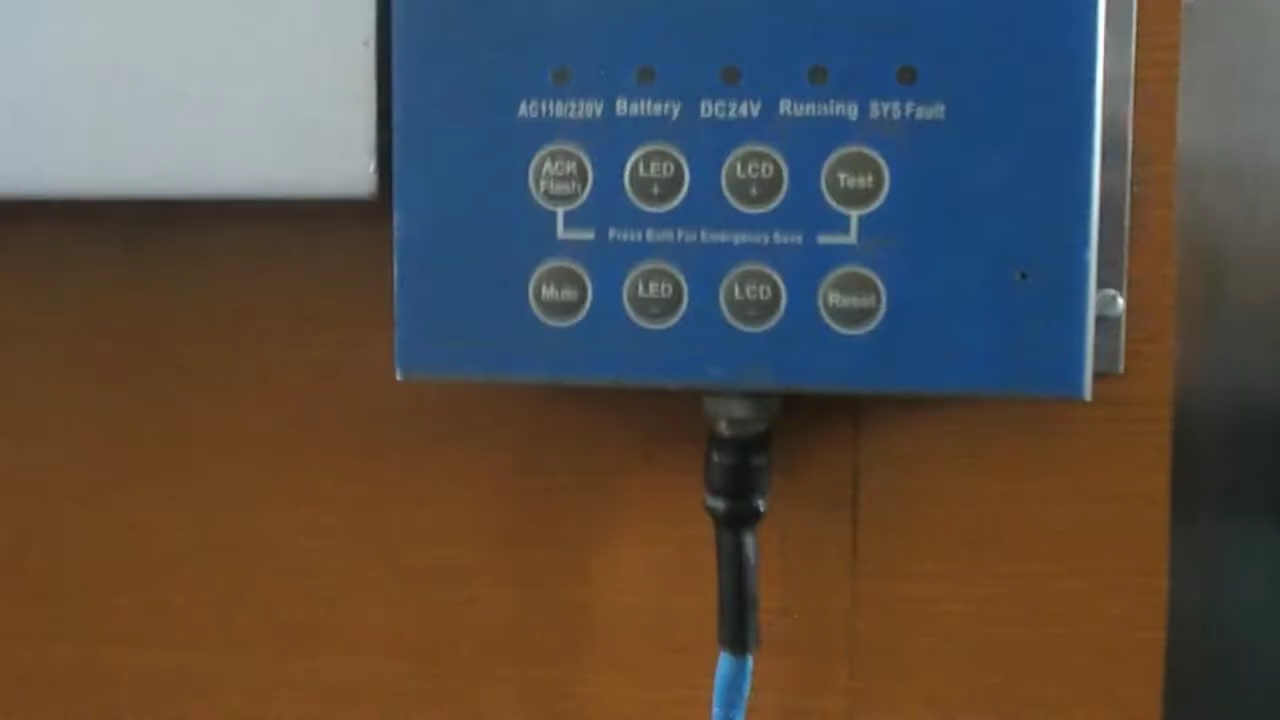 AC110/220V Battery DC24V Running SYS Fault
ACK Flash LED + LCD + Test
Press Both For Emergency Save
Mute LED - LCD - Reset